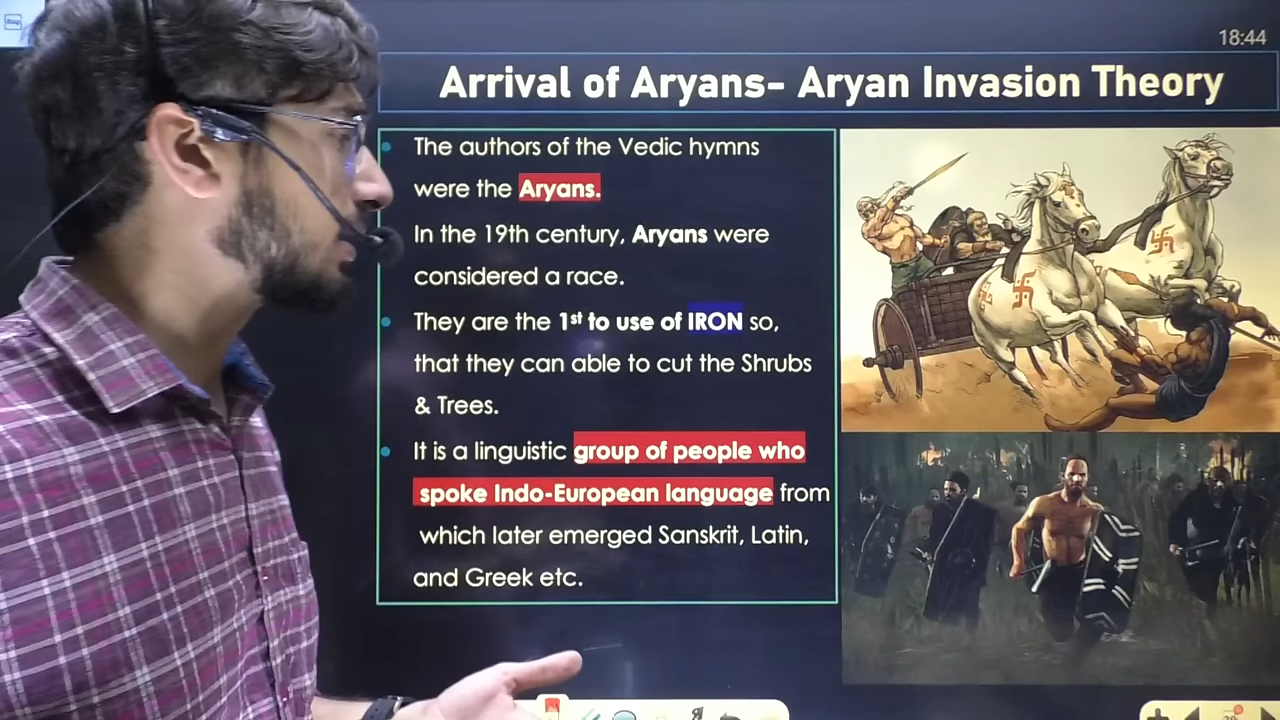 18:44
Arrival of Aryans– Aryan Invasion Theory
The authors of the Vedic hymns
were the Aryans.
In the 19th century, Aryans were
considered a race.
They are the 1st to use of IRON so,
that they can able to cut the Shrubs
& Trees.
It is a linguistic group of people who
spoke Indo-European language from
which later emerged Sanskrit, Latin,
and Greek etc.